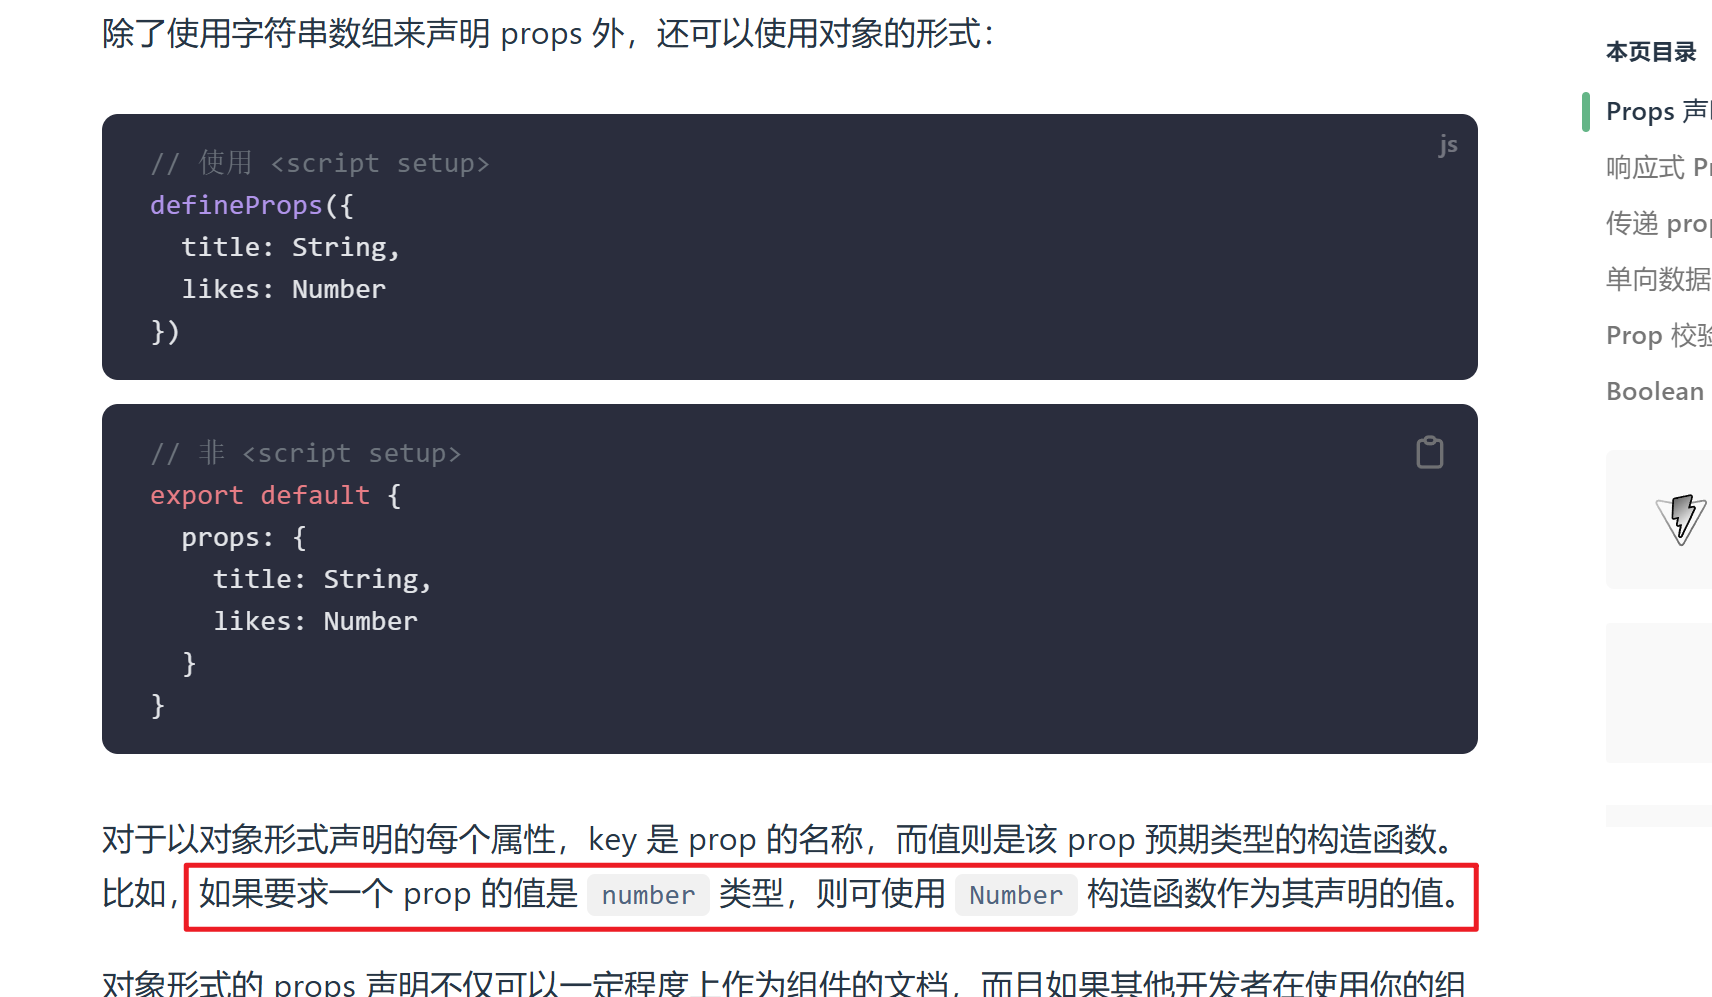 除了使用字符串数组来声明 props 外，还可以使用对象的形式：
js
// 使用 <script setup>
defineProps({
  title: String,
  likes: Number
})
// 非 <script setup>
export default {
  props: {
    title: String,
    likes: Number
  }
}
对于以对象形式声明的每个属性，key 是 prop 的名称，而值则是该 prop 预期类型的构造函数。
比如，如果要求一个 prop 的值是 number 类型，则可使用 Number 构造函数作为其声明的值。
对象形式的 props 声明不仅可以一定程度上作为组件的文档，而且如果其他开发者在使用你的组
本页目录
Props 声
响应式 Pr
传递 prop
单向数据
Prop 校验
Boolean